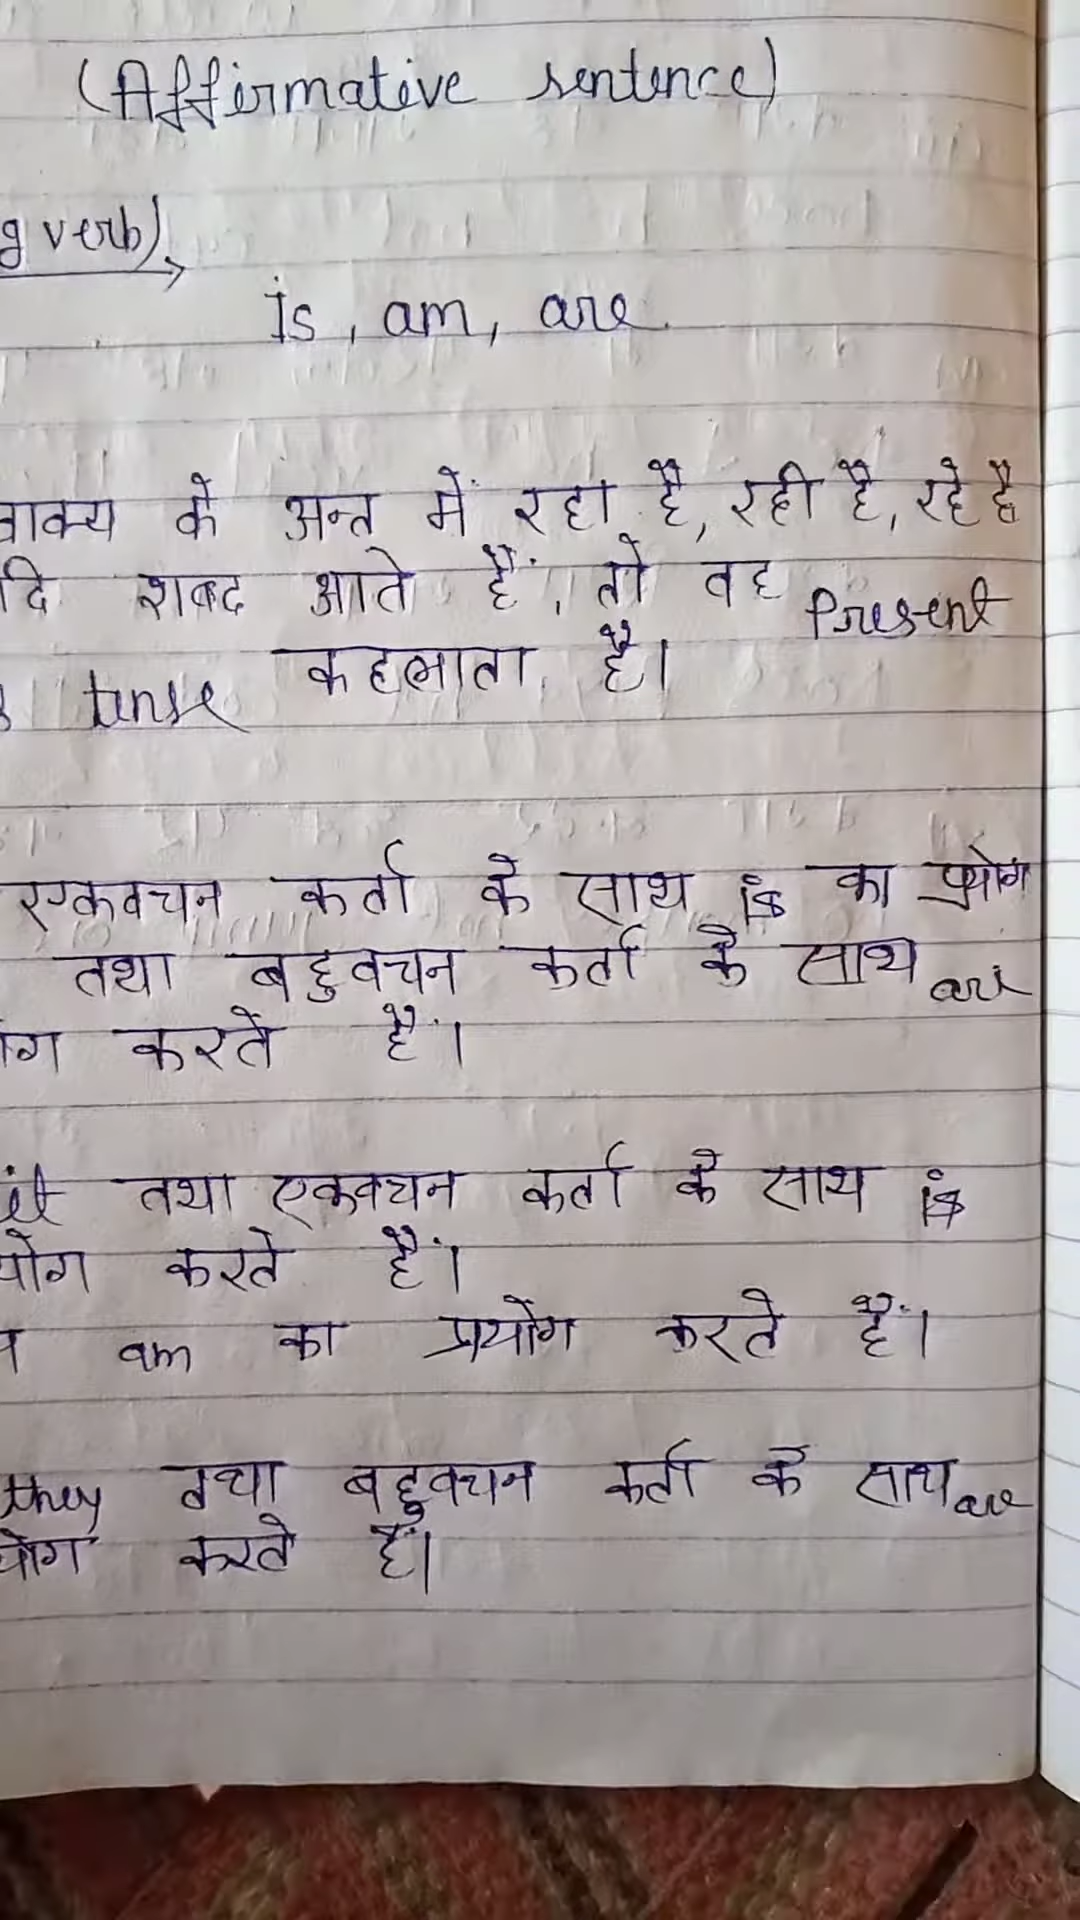 (Affirmative sentence)
g verb)
is, am, are
वाक्य के अन्त में रहा है, रही है, रहे है
दि शब्द आते हैं, तो वह Present
tense कहलाता है।
एकवचन कर्ता के साथ is का प्रयोग
तथा बहुवचन कर्ता के साथ are
ग करते हैं।
it तथा एकवचन कर्ता के साथ is
योग करते हैं।
am का प्रयोग करते हैं।
they तथा बहुवचन कर्ता के साथ are
योग करते हैं।